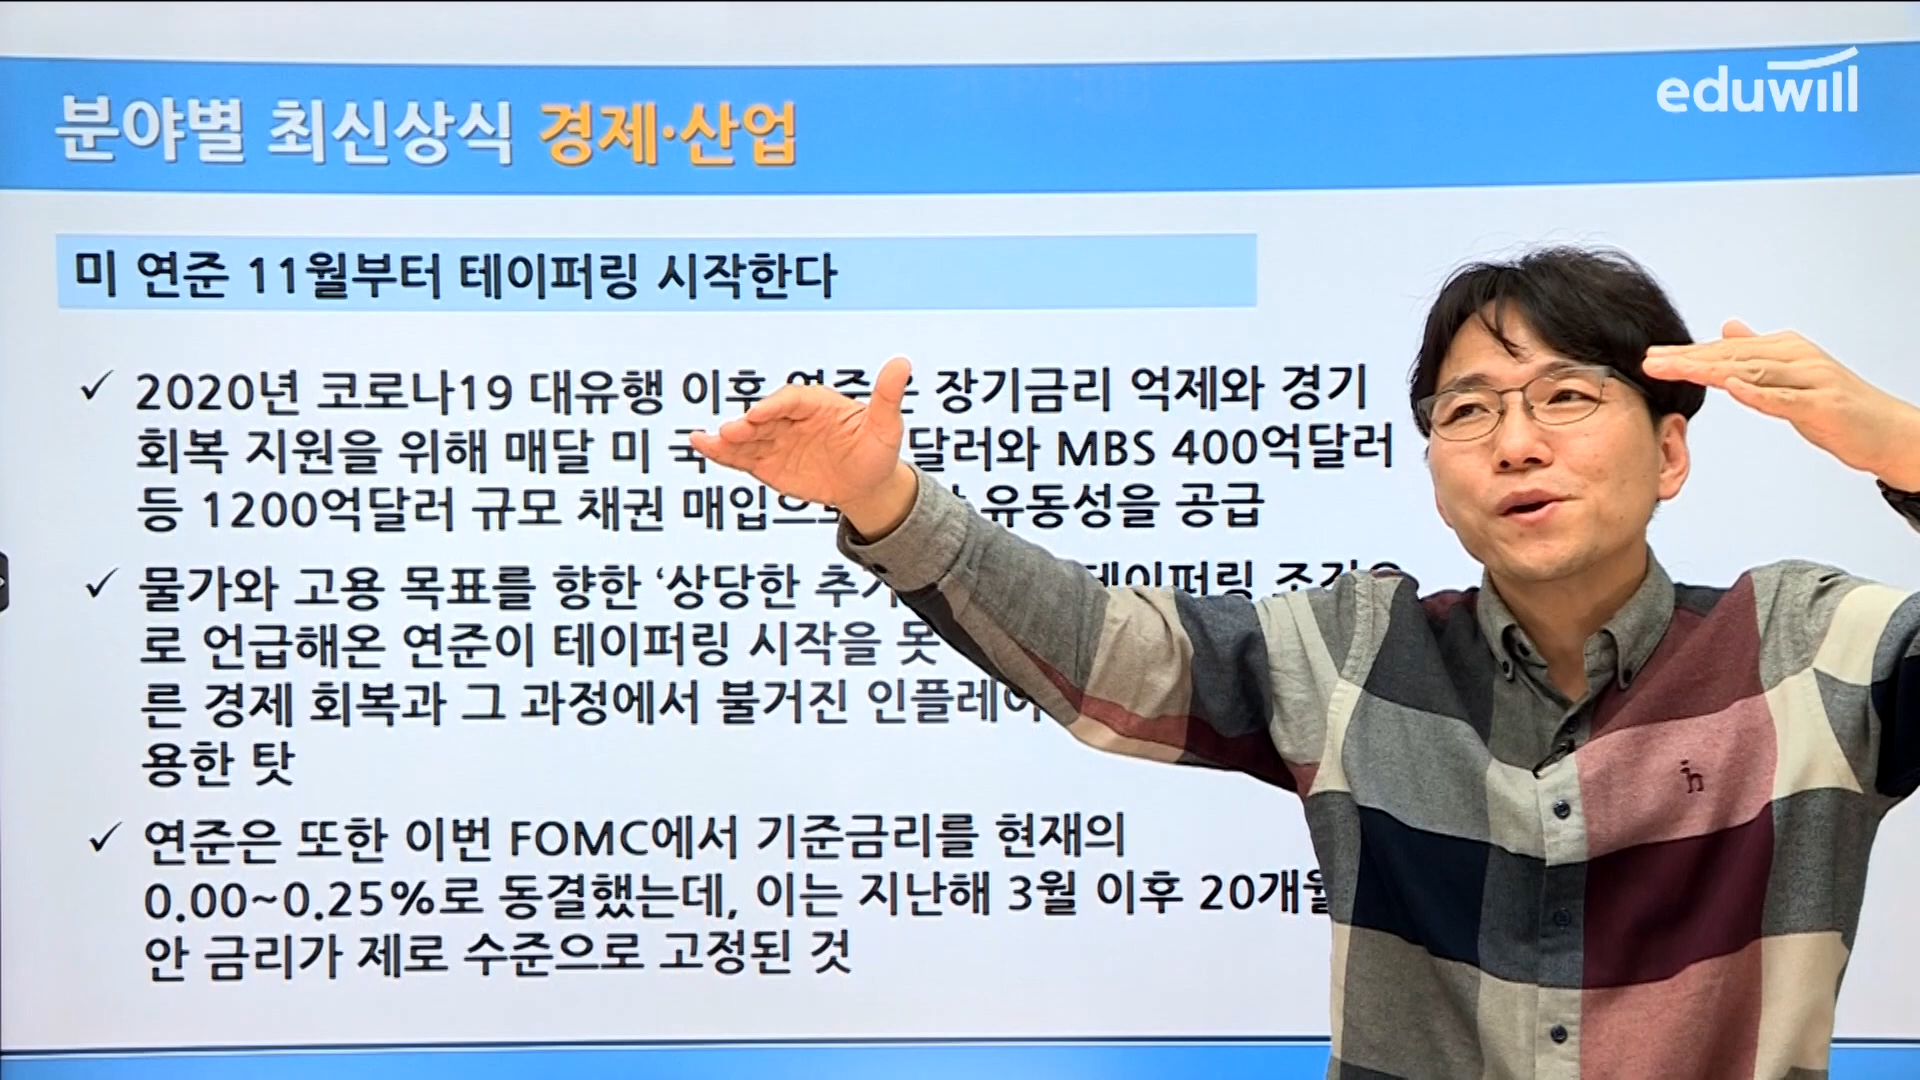 eduwill
분야별 최신상식 경제·산업
미 연준 11월부터 테이퍼링 시작한다
✓ 2020년 코로나19 대유행 이후 장기금리 억제와 경기
회복 지원을 위해 매달 미 달러와 MBS 400억달러
등 1200억달러 규모 채권 유동성을 공급
✓ 물가와 고용 목표를 향한 ‘상당한 테이퍼링
로 언급해온 연준이 테이퍼링 시작을 못
른 경제 회복과 그 과정에서 불거진
용한 탓
✓ 연준은 또한 이번 FOMC에서 기준금리를 현재의
0.00~0.25%로 동결했는데, 이는 지난해 3월 이후 20개월
안 금리가 제로 수준으로 고정된 것
h